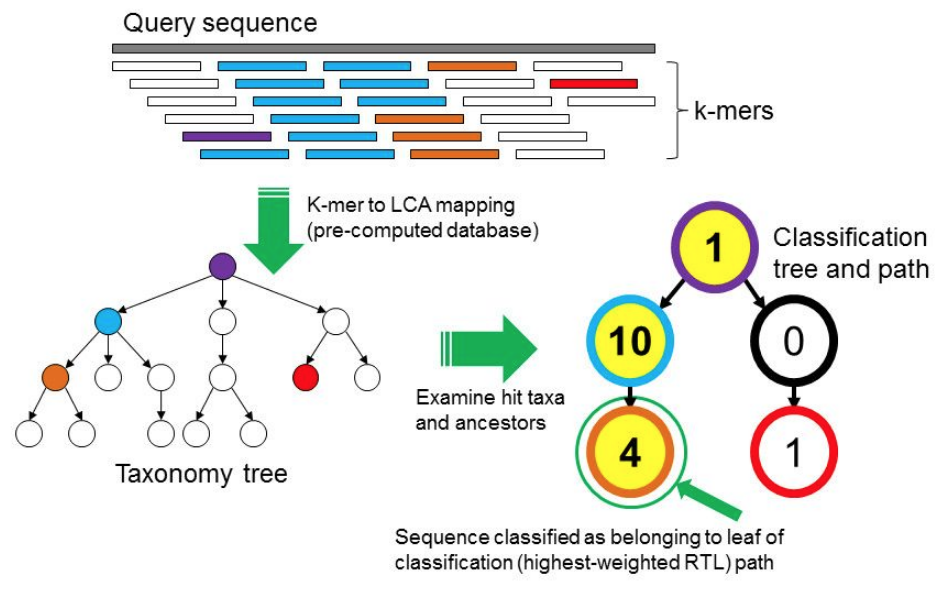 Query sequence
k-mers
K-mer to LCA mapping
(pre-computed database)
Classification
tree and path
1
10
0
4
1
Examine hit taxa
and ancestors
Taxonomy tree
Sequence classified as belonging to leaf of
classification (highest-weighted RTL) path